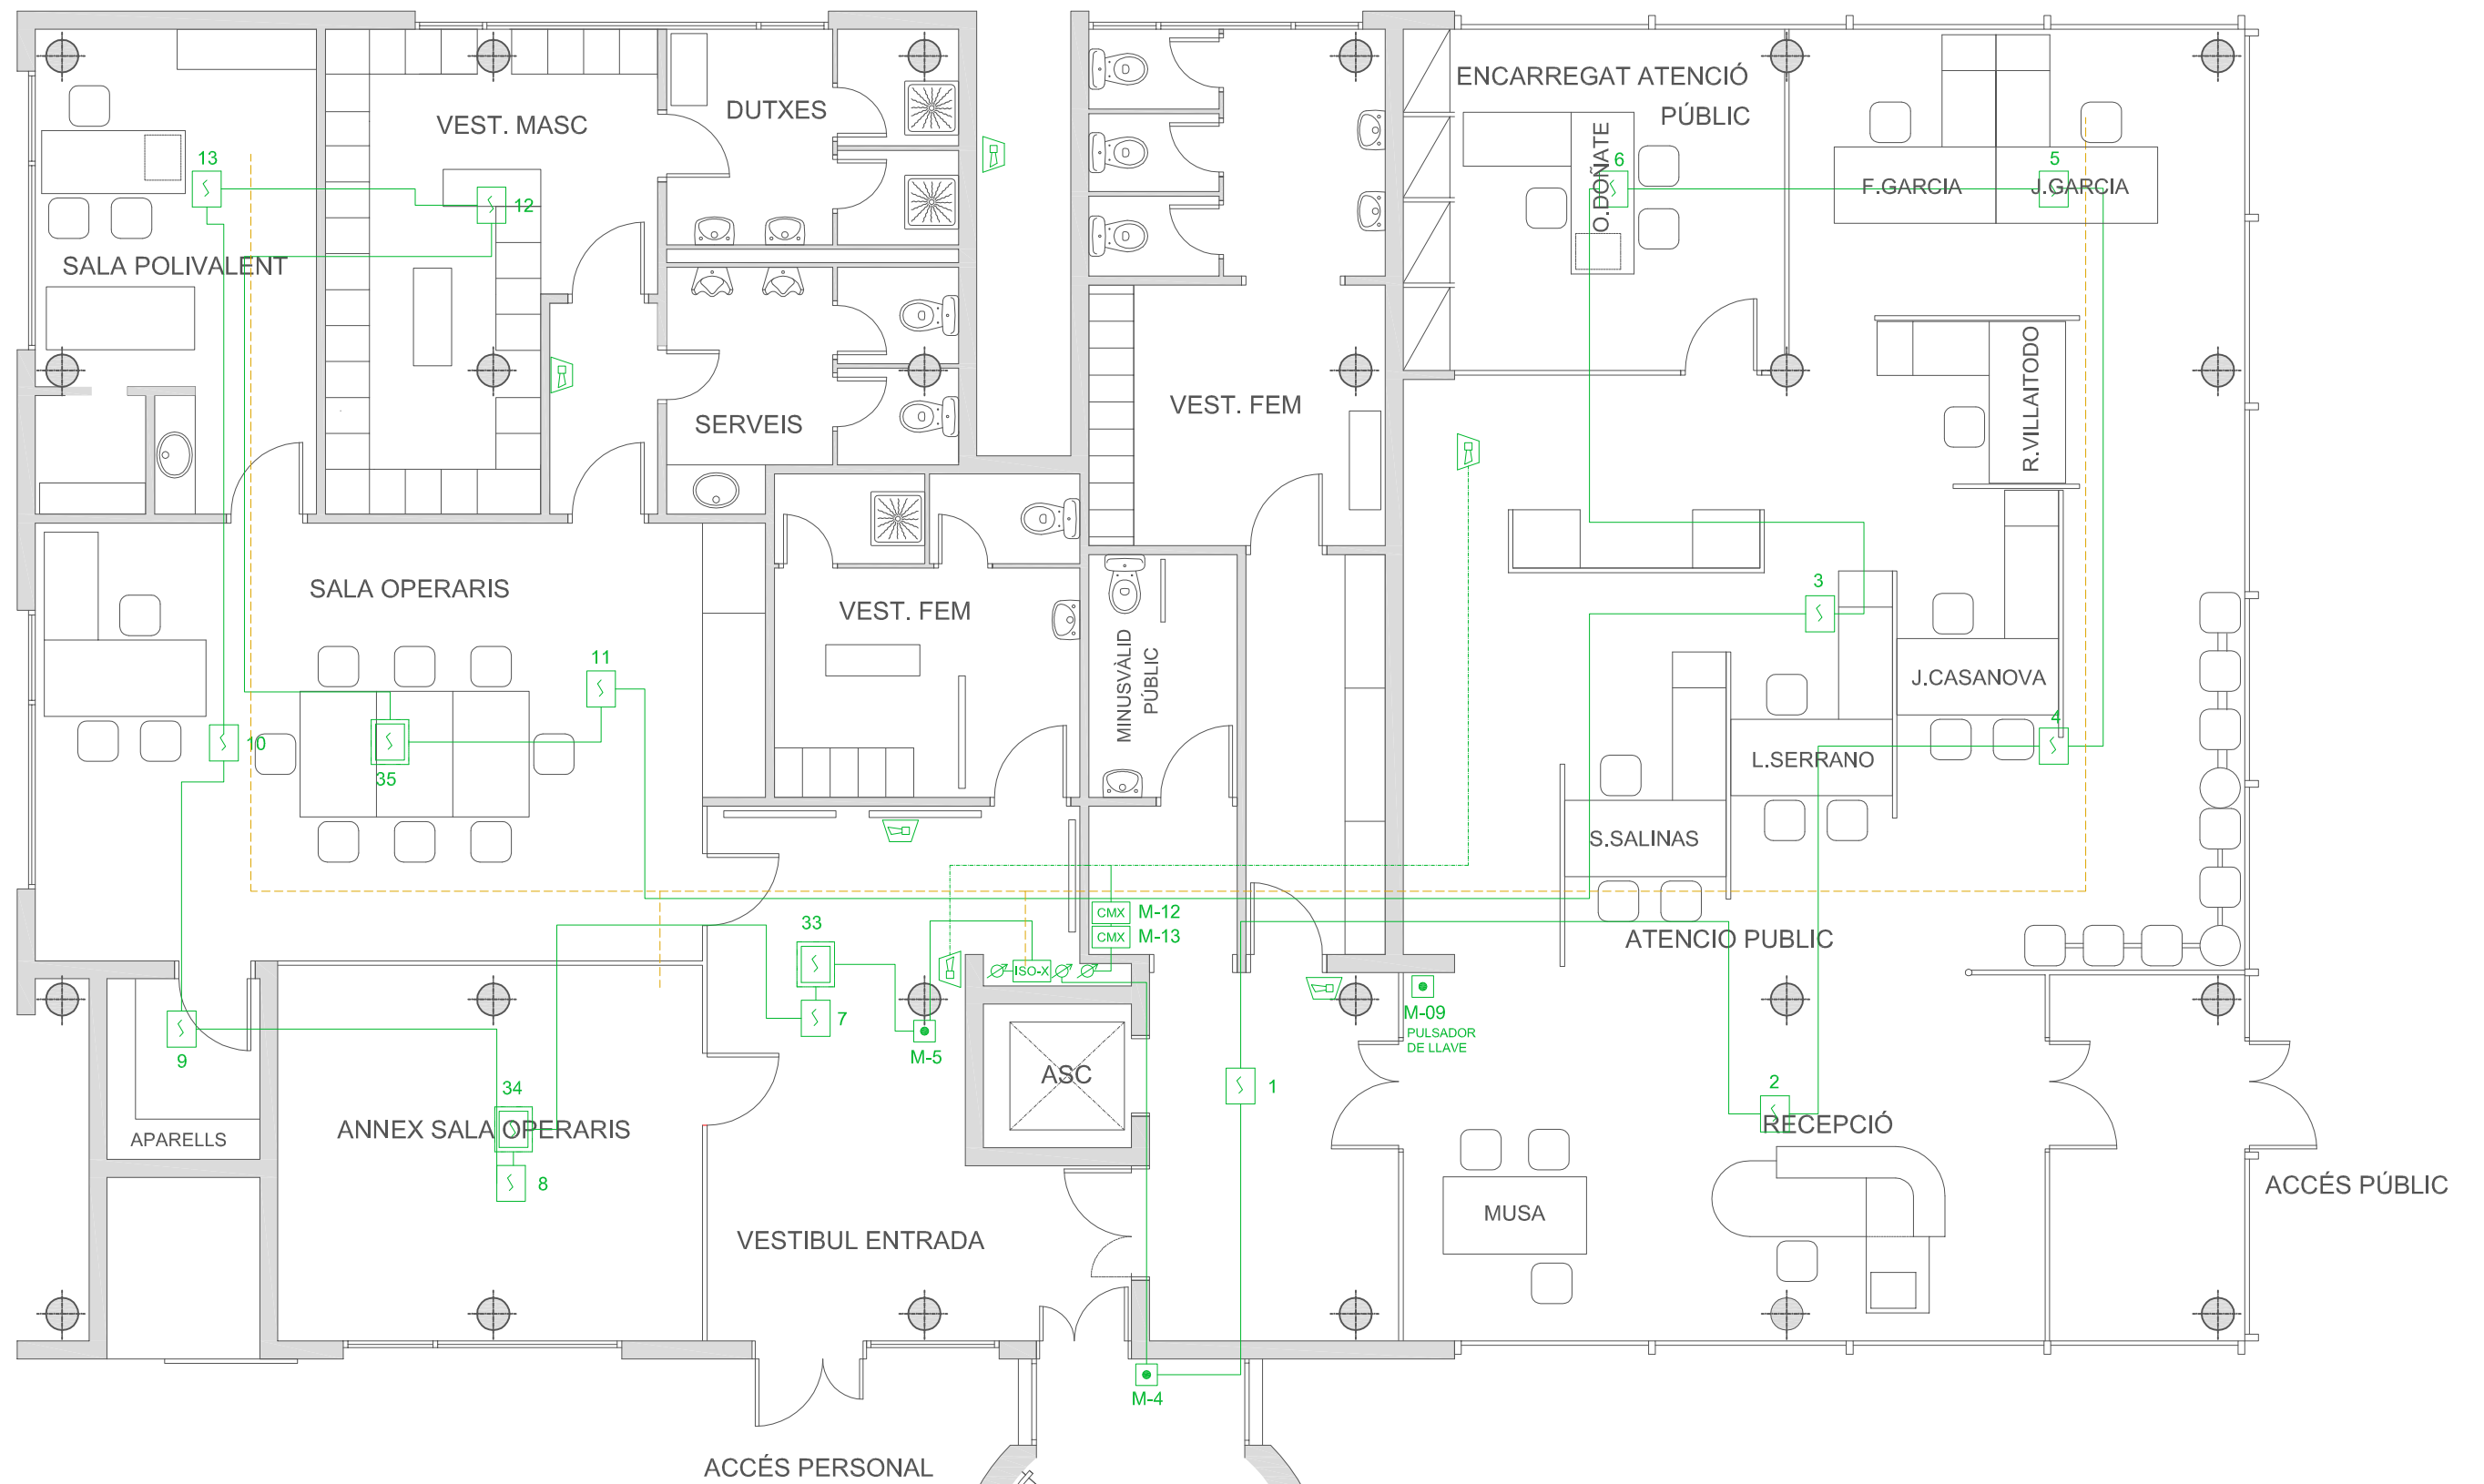 ENCARREGAT ATENCIÓ
PÚBLIC
DUTXES
VEST. MASC
13
12
6
5
O.DOÑATE
F.GARCIA
J.GARCIA
SALA POLIVALENT
R.VILLAITODO
VEST. FEM
SERVEIS
SALA OPERARIS
3
VEST. FEM
11
MINUSVÀLID
PÚBLIC
J.CASANOVA
4
10
35
L.SERRANO
S.SALINAS
33
CMX
M-12
CMX
M-13
ATENCIO PUBLIC
ISO-X
M-09
PULSADOR
DE LLAVE
7
M-5
9
ASC
34
1
2
RECEPCIÓ
APARELLS
ANNEX SALA OPERARIS
8
ACCÉS PÚBLIC
MUSA
VESTIBUL ENTRADA
M-4
ACCÉS PERSONAL